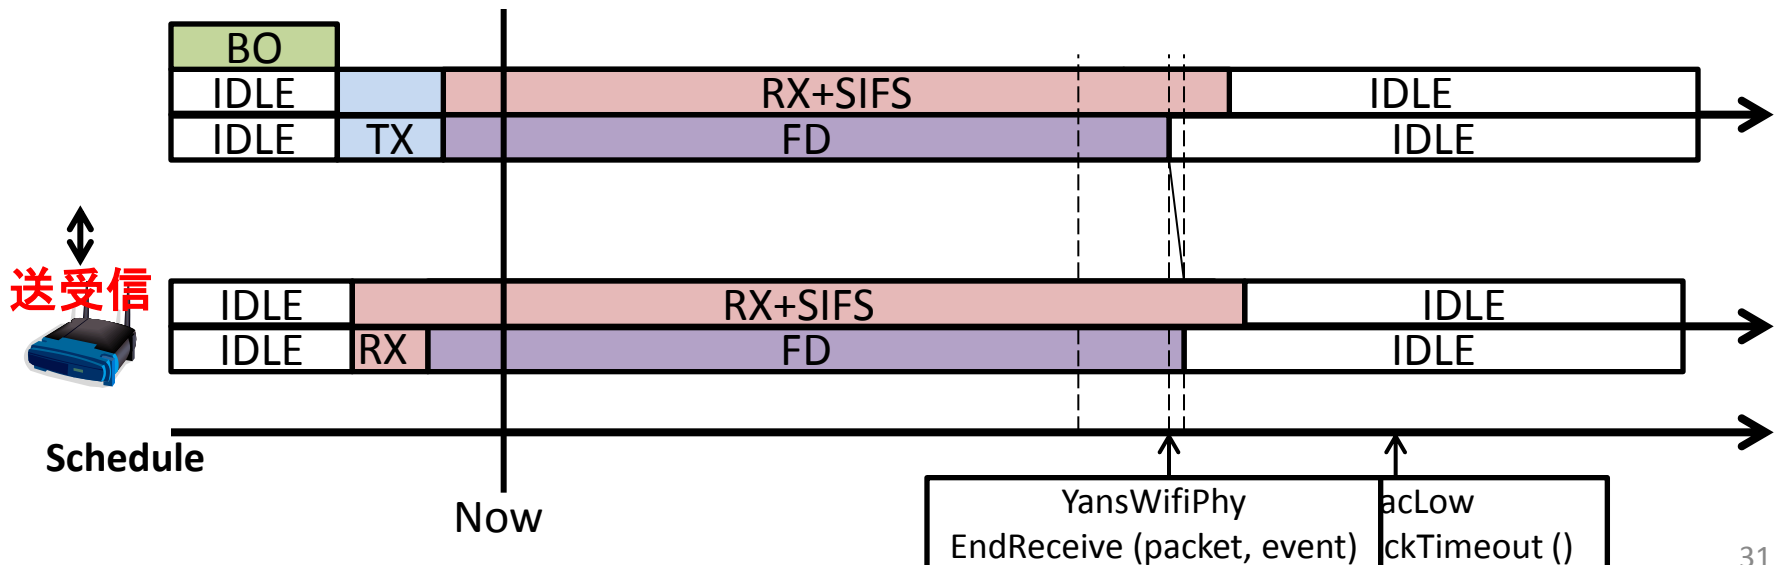 BO
IDLE RX+SIFS IDLE
IDLE TX FD IDLE
送受信
IDLE RX+SIFS IDLE
IDLE RX FD IDLE
Schedule
Now
YansWifiPhy
EndReceive (packet, event)
acLow
ckTimeout ()
31